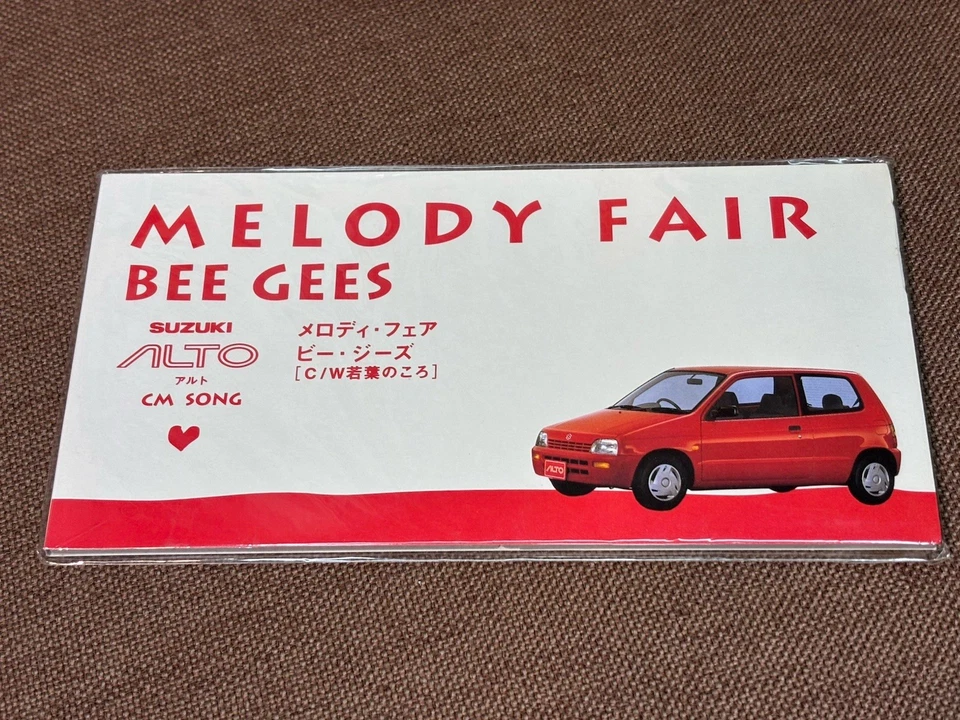 MELODY FAIR
BEE GEES
SUZUKI
ALTO
アルト
CM SONG
メロディ・フェア
ビー・ジーズ
[C/W若葉のころ]
ALTO